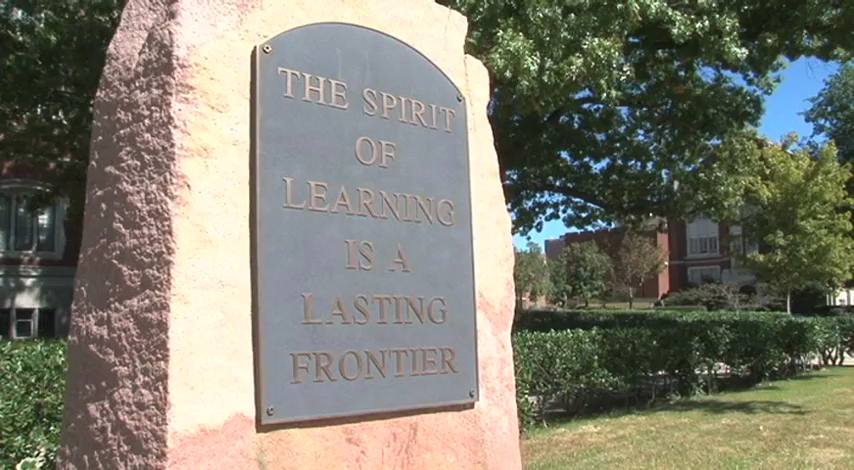 THE SPIRIT
OF
LEARNING
IS A
LASTING
FRONTIER